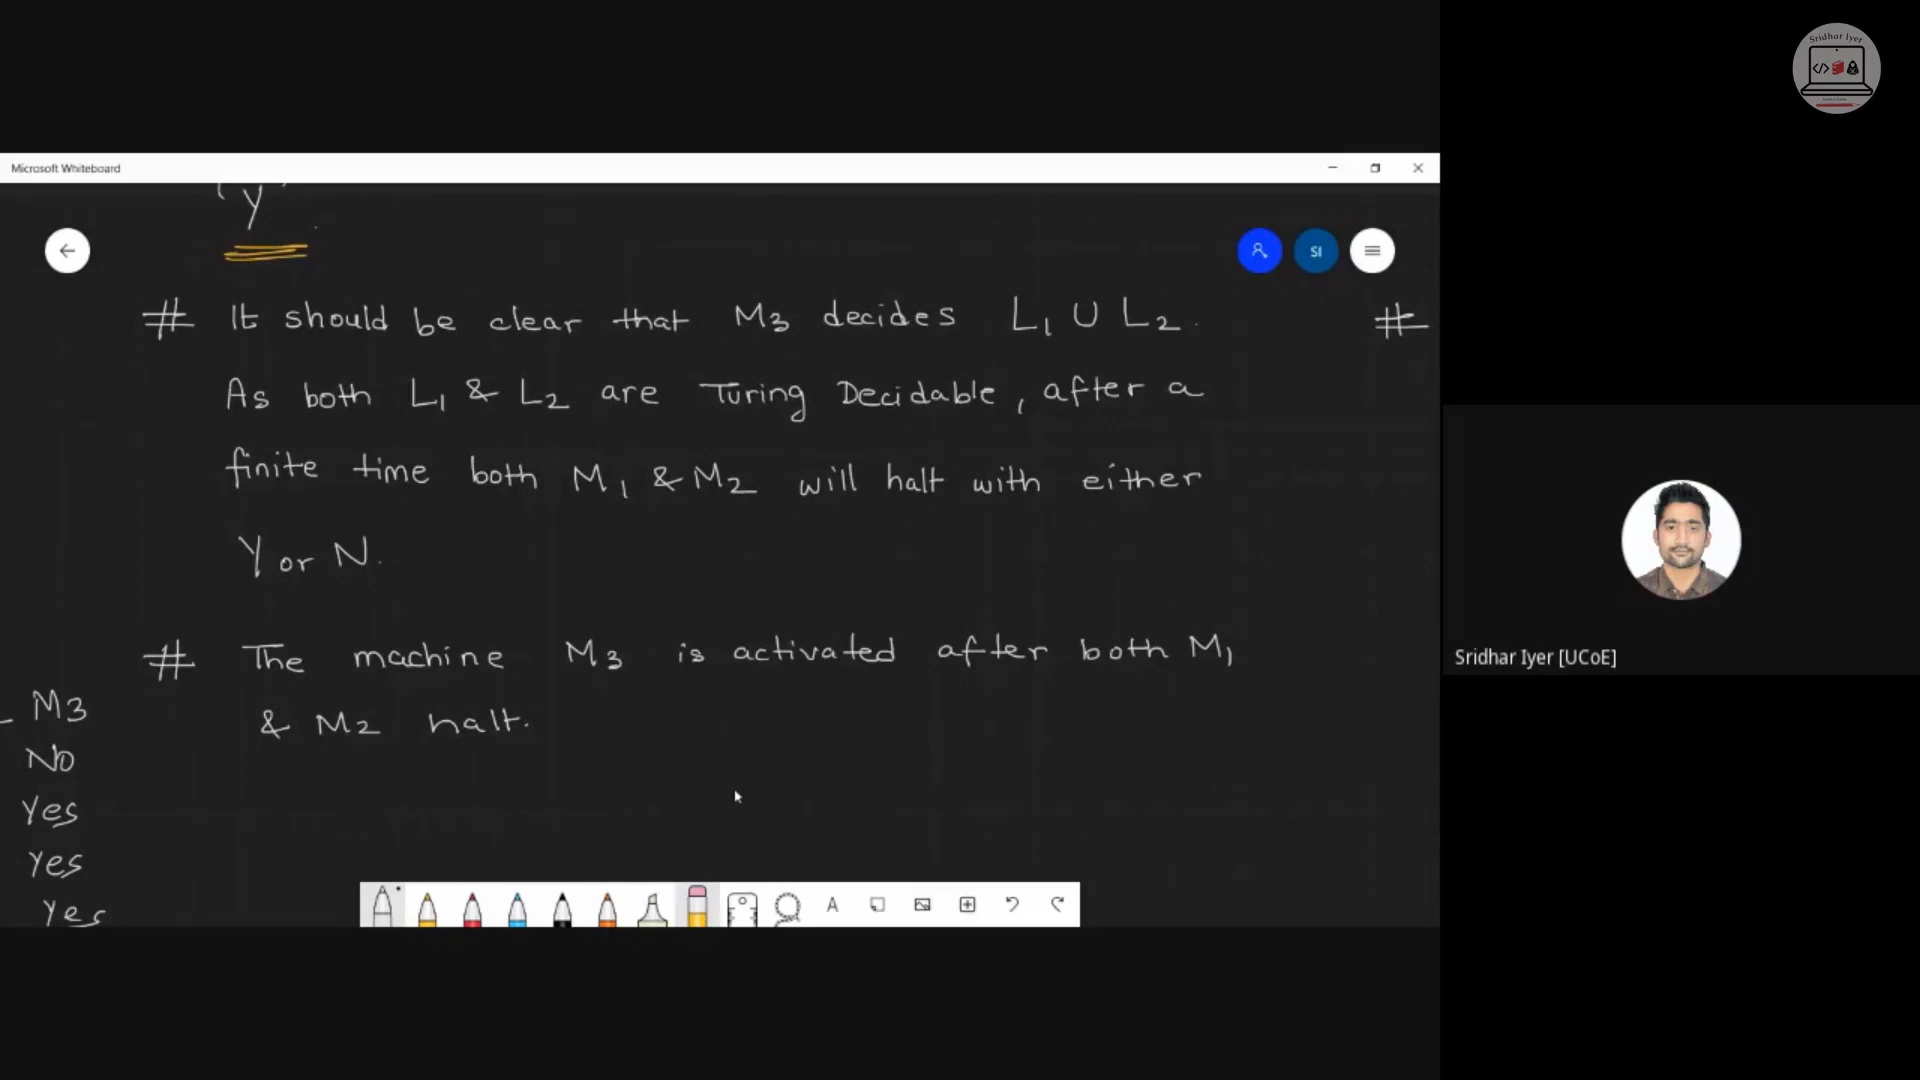 Sridhar Iyer
</>
Microsoft Whiteboard
'y'
SI
# It should be clear that M3 decides L1 ∪ L2. #
As both L1 & L2 are Turing Decidable, after a
finite time both M1 & M2 will halt with either
Y or N.
# The machine M3 is activated after both M1
& M2 halt.
M3
No
Yes
Yes
Yes
A
Sridhar Iyer [UCoE]